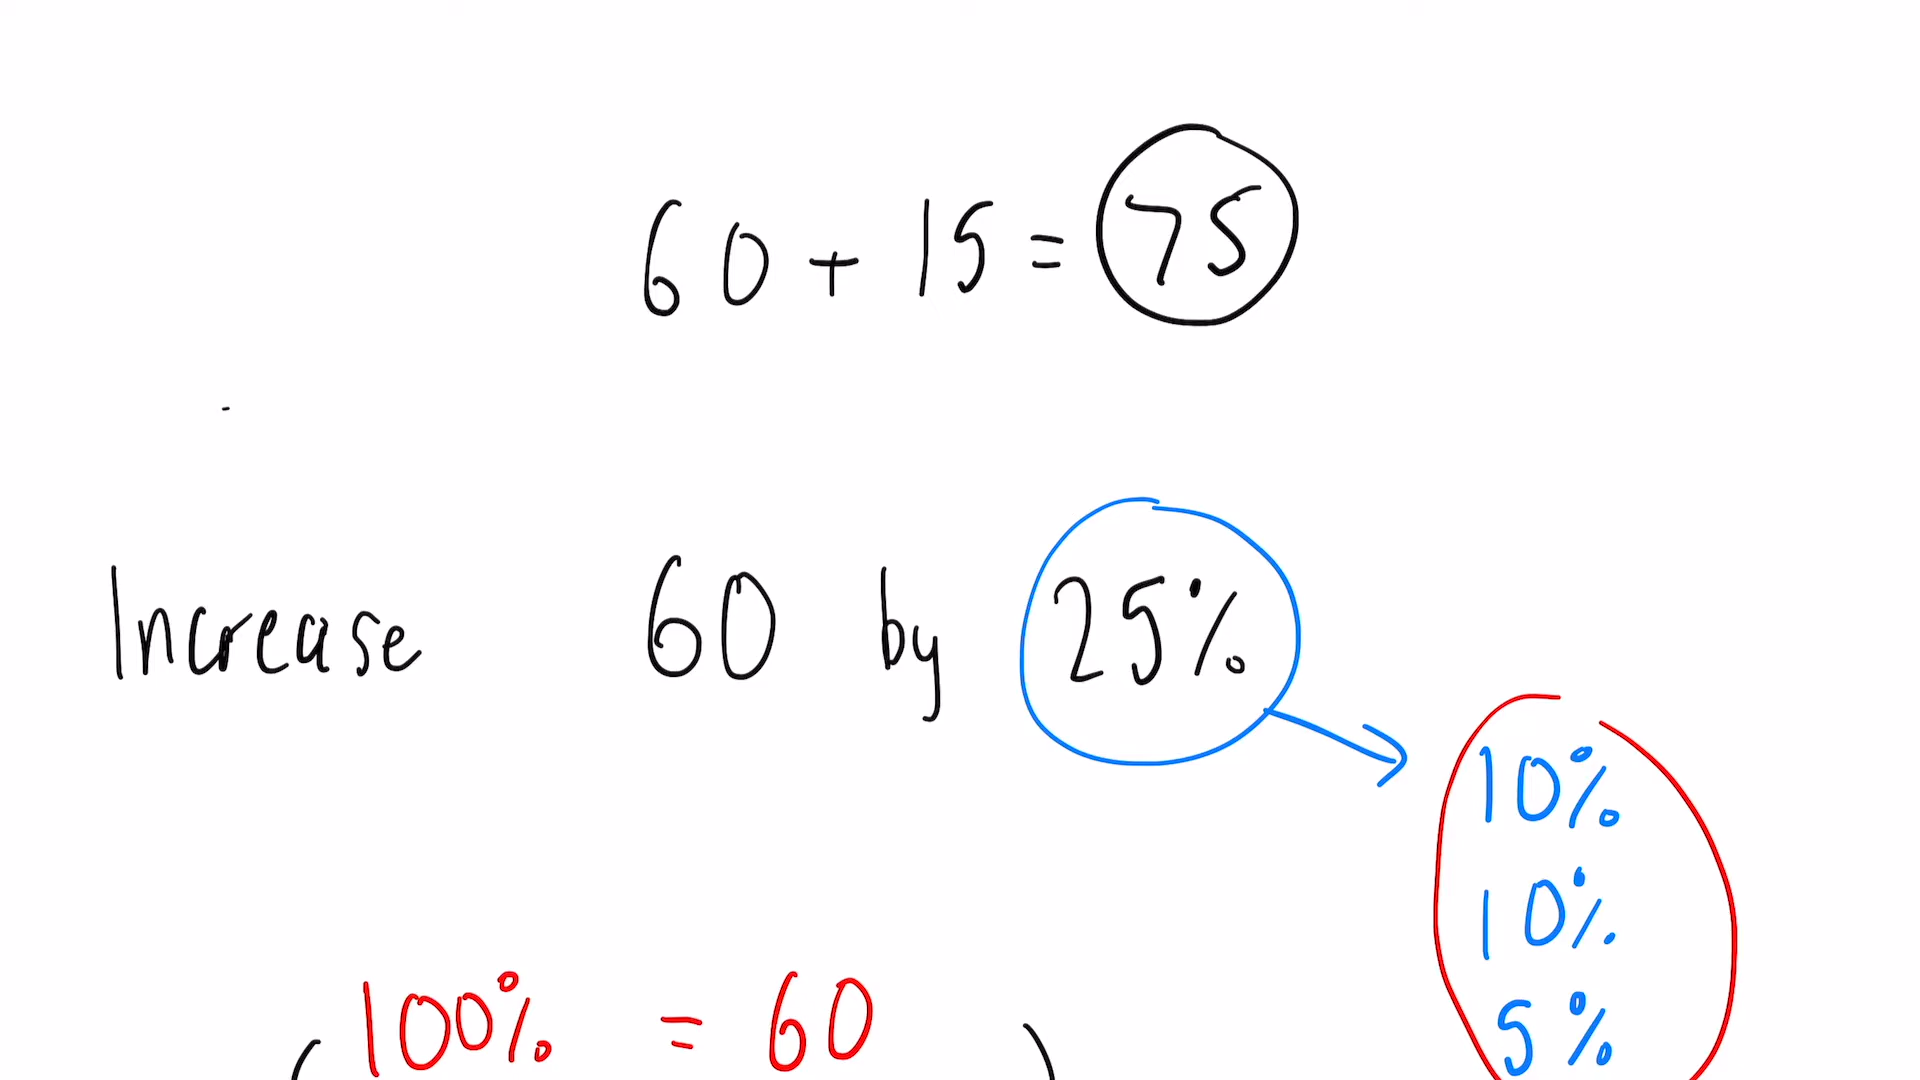 60 + 15 = 75
Increase 60 by 25%
10%
10%
100% = 60
5%